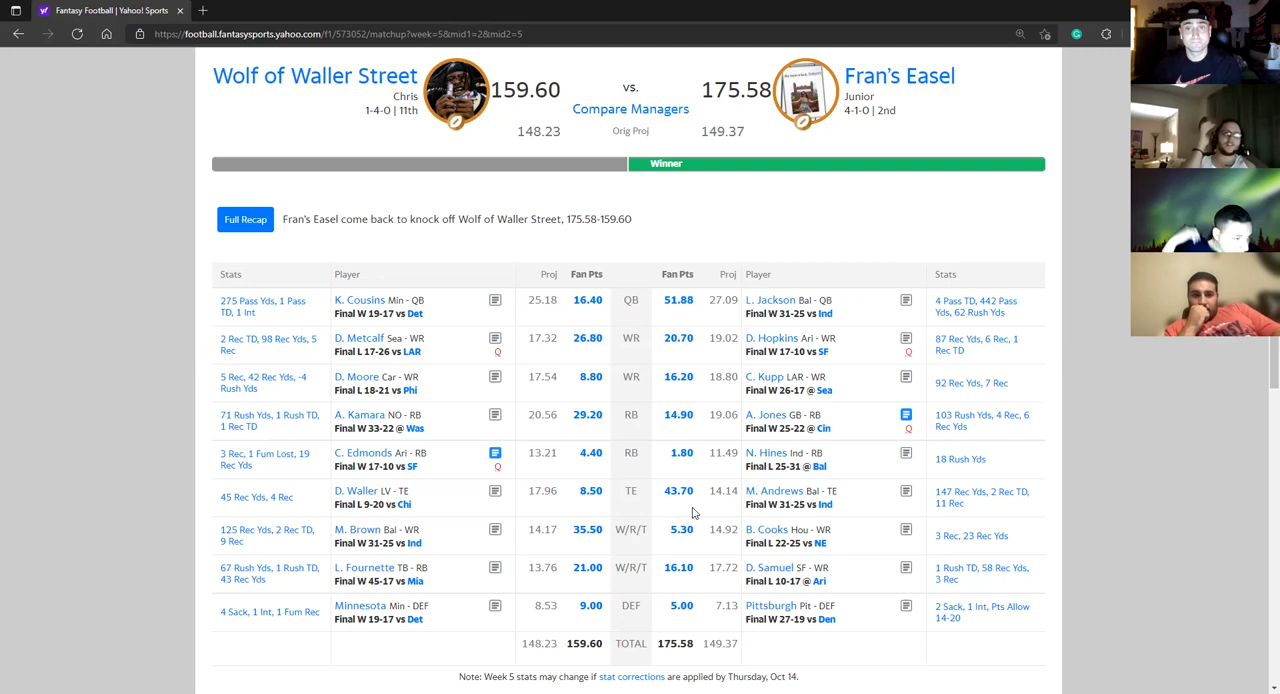 Fantasy Football | Yahoo! Sports
https://football.fantasysports.yahoo.com/f1/573052/matchup?week=5&mid1=2&mid2=5
Wolf of Waller Street 159.60 vs. 175.58 Fran's Easel
Chris Compare Managers Junior
1-4-0 | 11th 4-1-0 | 2nd
148.23 Orig Proj 149.37
Winner
Full Recap Fran's Easel come back to knock off Wolf of Waller Street, 175.58-159.60
Stats Player Proj Fan Pts Fan Pts Proj Player Stats
275 Pass Yds, 1 Pass TD, 1 Int K. Cousins Min - QB 25.18 16.40 QB 51.88 27.09 L. Jackson Bal - QB 4 Pass TD, 442 Pass Yds, 62 Rush Yds
Final W 19-17 vs Det Final W 31-25 vs Ind
2 Rec TD, 98 Rec Yds, 5 Rec D. Metcalf Sea - WR 17.32 26.80 WR 20.70 19.02 D. Hopkins Ari - WR 87 Rec Yds, 6 Rec, 1 Rec TD
Final L 17-26 vs LAR Q Final W 17-10 vs SF Q
5 Rec, 42 Rec Yds, -4 Rush Yds D. Moore Car - WR 17.54 8.80 WR 16.20 18.80 C. Kupp LAR - WR 92 Rec Yds, 7 Rec
Final L 18-21 vs Phi Final W 26-17 @ Sea
71 Rush Yds, 1 Rush TD, 1 Rec TD A. Kamara NO - RB 20.56 29.20 RB 14.90 19.06 A. Jones GB - RB 103 Rush Yds, 4 Rec, 6 Rec Yds
Final W 33-22 @ Was Final W 25-22 @ Cin Q
3 Rec, 1 Fum Lost, 19 Rec Yds C. Edmonds Ari - RB 13.21 4.40 RB 1.80 11.49 N. Hines Ind - RB 18 Rush Yds
Final W 17-10 vs SF Q Final L 25-31 @ Bal
45 Rec Yds, 4 Rec D. Waller LV - TE 17.96 8.50 TE 43.70 14.14 M. Andrews Bal - TE 147 Rec Yds, 2 Rec TD, 11 Rec
Final L 9-20 vs Chi Final W 31-25 vs Ind
125 Rec Yds, 2 Rec TD, 9 Rec M. Brown Bal - WR 14.17 35.50 W/R/T 5.30 14.92 B. Cooks Hou - WR 3 Rec, 23 Rec Yds
Final W 31-25 vs Ind Final L 22-25 vs NE
67 Rush Yds, 1 Rush TD, 43 Rec Yds L. Fournette TB - RB 13.76 21.00 W/R/T 16.10 17.72 D. Samuel SF - WR 1 Rush TD, 58 Rec Yds, 3 Rec
Final W 45-17 vs Mia Final L 10-17 @ Ari
4 Sack, 1 Int, 1 Fum Rec Minnesota Min - DEF 8.53 9.00 DEF 5.00 7.13 Pittsburgh Pit - DEF 2 Sack, 1 Int, Pts Allow 14-20
Final W 19-17 vs Det Final W 27-19 vs Den
148.23 159.60 TOTAL 175.58 149.37
Note: Week 5 stats may change if stat corrections are applied by Thursday, Oct 14.